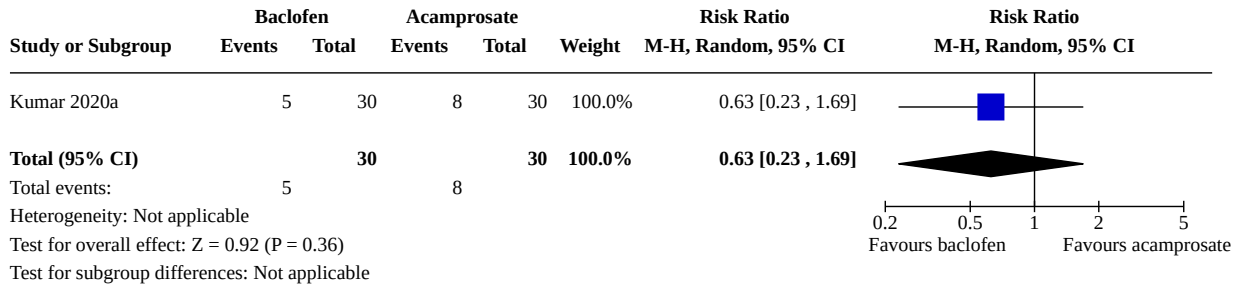 Baclofen Acamprosate Risk Ratio Risk Ratio
Study or Subgroup Events Total Events Total Weight M-H, Random, 95% CI M-H, Random, 95% CI
Kumar 2020a 5 30 8 30 100.0% 0.63 [0.23 , 1.69]
Total (95% CI) 30 30 100.0% 0.63 [0.23 , 1.69]
Total events: 5 8
Heterogeneity: Not applicable
Test for overall effect: Z = 0.92 (P = 0.36)
Test for subgroup differences: Not applicable
0.2 0.5 1 2 5
Favours baclofen Favours acamprosate